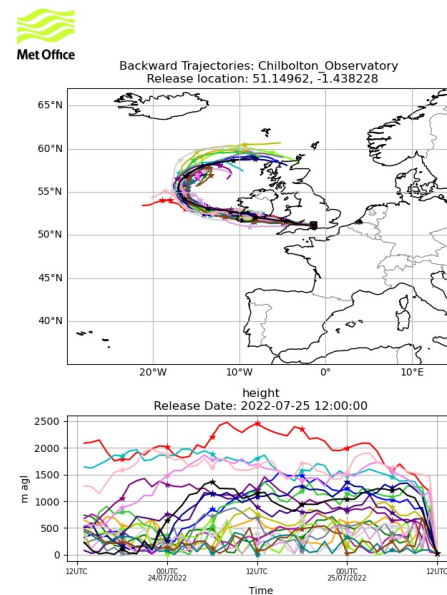 Met Office
Backward Trajectories: Chilbolton_Observatory
Release location: 51.14962, -1.438228
65°N
60°N
55°N
50°N
45°N
40°N
20°W
10°W
0°
10°E
height
Release Date: 2022-07-25 12:00:00
2500
2000
1500
1000
500
0
m agl
12UTC
00UTC
24/07/2022
12UTC
00UTC
25/07/2022
12UTC
Time